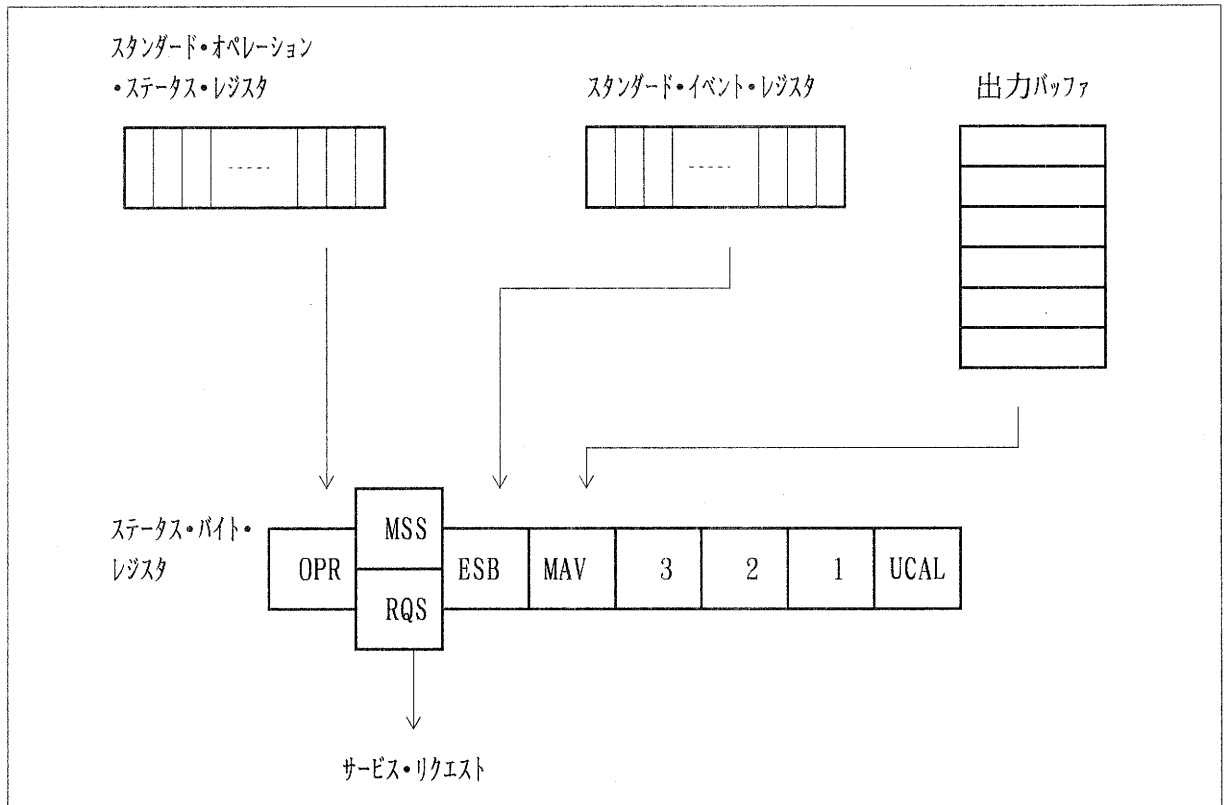 スタンダード・オペレーション
・ステータス・レジスタ
スタンダード・イベント・レジスタ
出力バッファ
-----
-----
ステータス・バイト・
レジスタ
OPR
MSS
RQS
ESB
MAV
3
2
1
UCAL
サービス・リクエスト